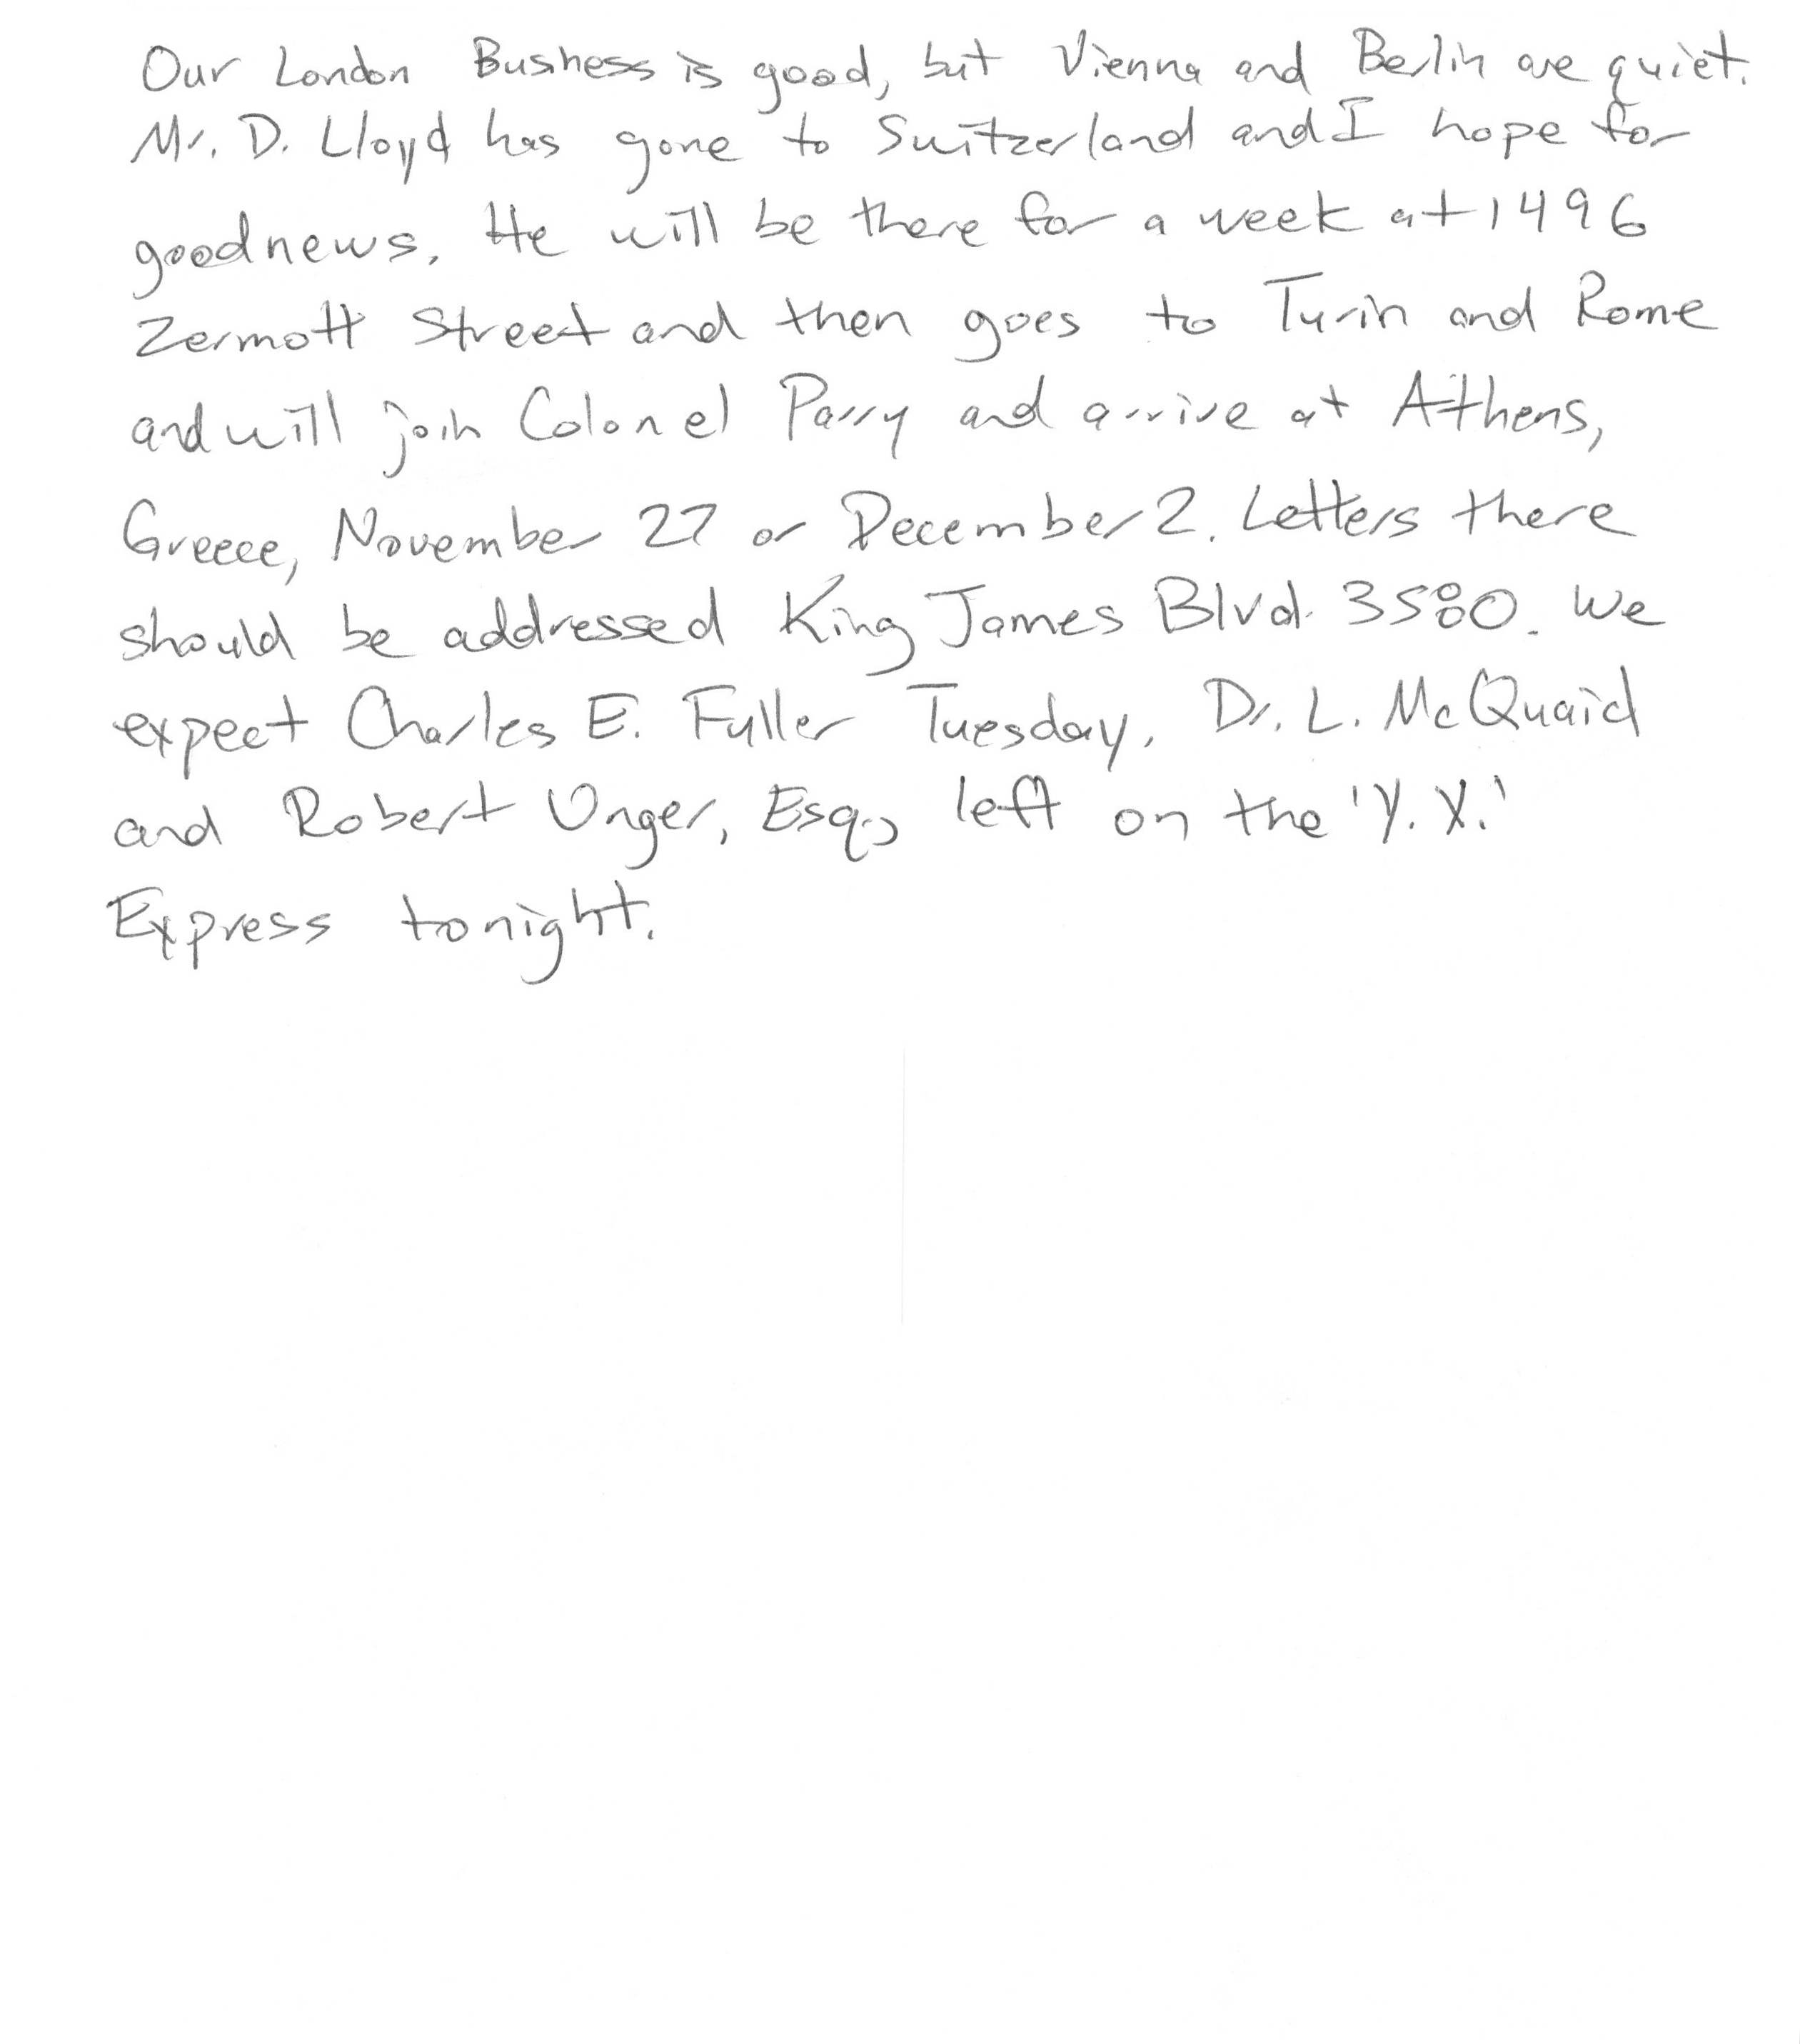 Our London Business is good, but Vienna and Berlin are quiet.
Mr. D. Lloyd has gone to Switzerland and I hope for
good news. He will be there for a week at 1496
Zermott Street and then goes to Turin and Rome
and will join Colonel Parry and arrive at Athens,
Greece, November 27 or December 2. Letters there
should be addressed King James Blvd. 3580. We
expect Charles E. Fuller Tuesday. Dr. L. McQuaid
and Robert Unger, Esq., left on the 'Y.X.'
Express tonight.